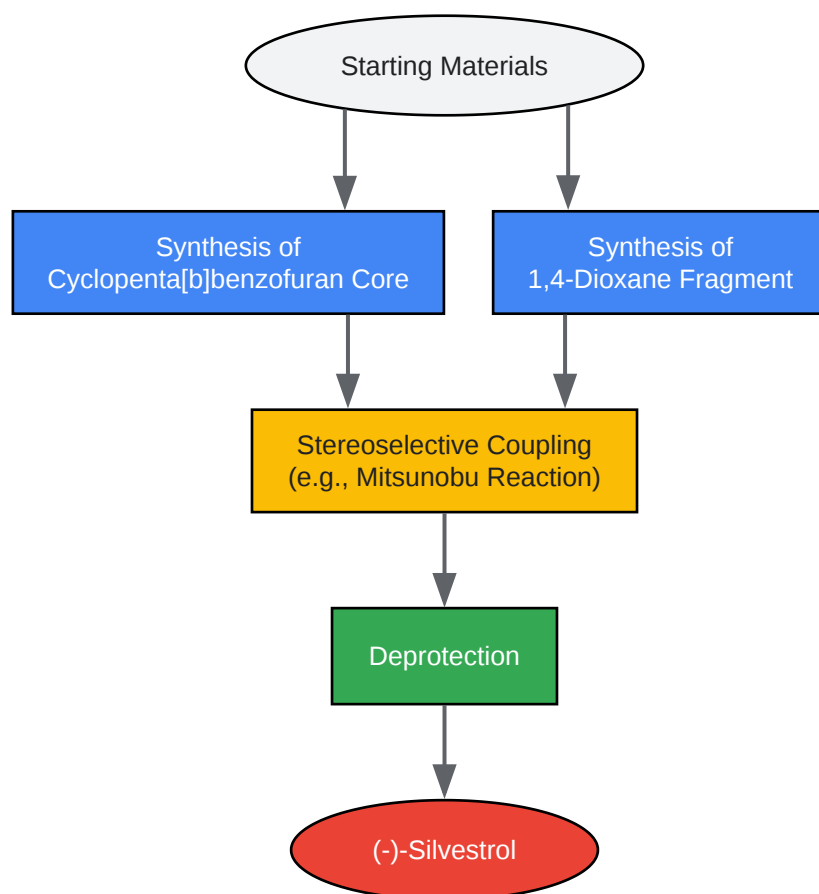 Starting Materials
Synthesis of
Cyclopenta[b]benzofuran Core
Synthesis of
1,4-Dioxane Fragment
Stereoselective Coupling
(e.g., Mitsunobu Reaction)
Deprotection
(-)-Silvestrol